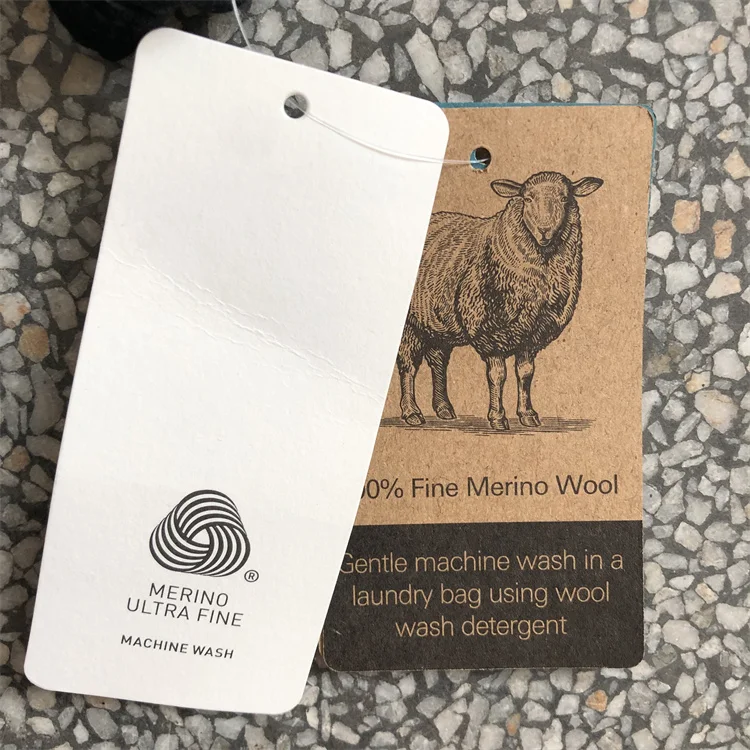 ®
MERINO
ULTRA FINE
MACHINE WASH
00% Fine Merino Wool
Gentle machine wash in a
laundry bag using wool
wash detergent